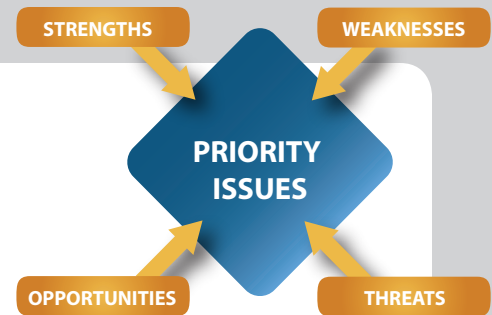 STRENGTHS
WEAKNESSES
PRIORITY
ISSUES
OPPORTUNITIES
THREATS